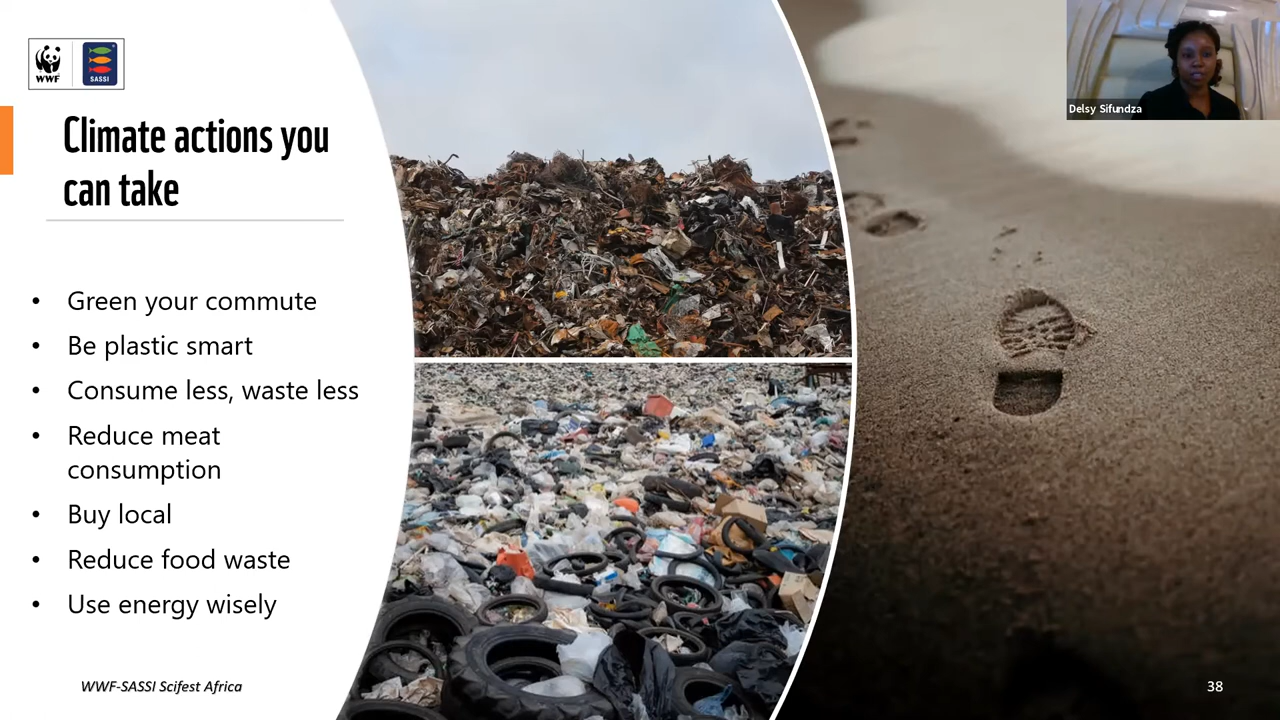 WWF
SASSI
Delsy Sifundza
Climate actions you
can take
• Green your commute
• Be plastic smart
• Consume less, waste less
• Reduce meat
consumption
• Buy local
• Reduce food waste
• Use energy wisely
WWF-SASSI Scifest Africa
38